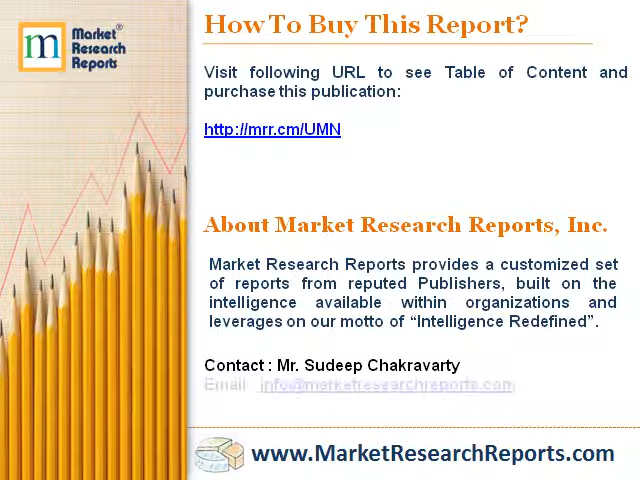 m Market®
Research
Reports
How To Buy This Report?
Visit following URL to see Table of Content and
purchase this publication:
http://mrr.cm/UMN
About Market Research Reports, Inc.
Market Research Reports provides a customized set
of reports from reputed Publishers, built on the
intelligence available within organizations and
leverages on our motto of “Intelligence Redefined”.
Contact : Mr. Sudeep Chakravarty
Email : info@marketresearchreports.com
www.MarketResearchReports.com